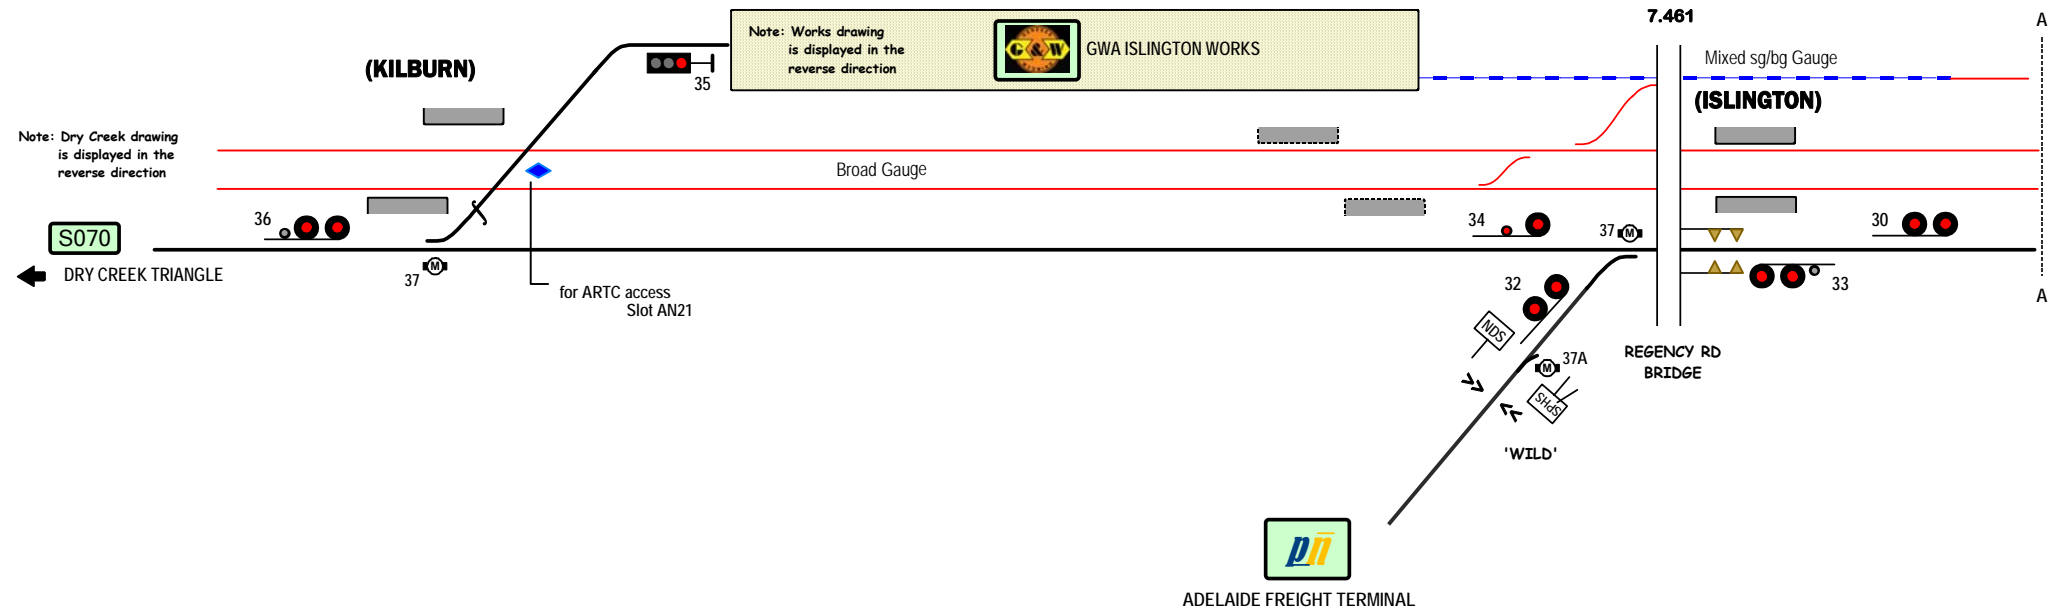 7.461
A
Note: Works drawing
is displayed in the
reverse direction
G&W
GWA ISLINGTON WORKS
Mixed sg/bg Gauge
(KILBURN)
35
(ISLINGTON)
Note: Dry Creek drawing
is displayed in the
reverse direction
Broad Gauge
36
34
37
M
30
S070
DRY CREEK TRIANGLE
37
M
for ARTC access
Slot AN21
32
33
A
NDS
37A
M
SPHS
REGENCY RD
BRIDGE
'WILD'
pn
ADELAIDE FREIGHT TERMINAL